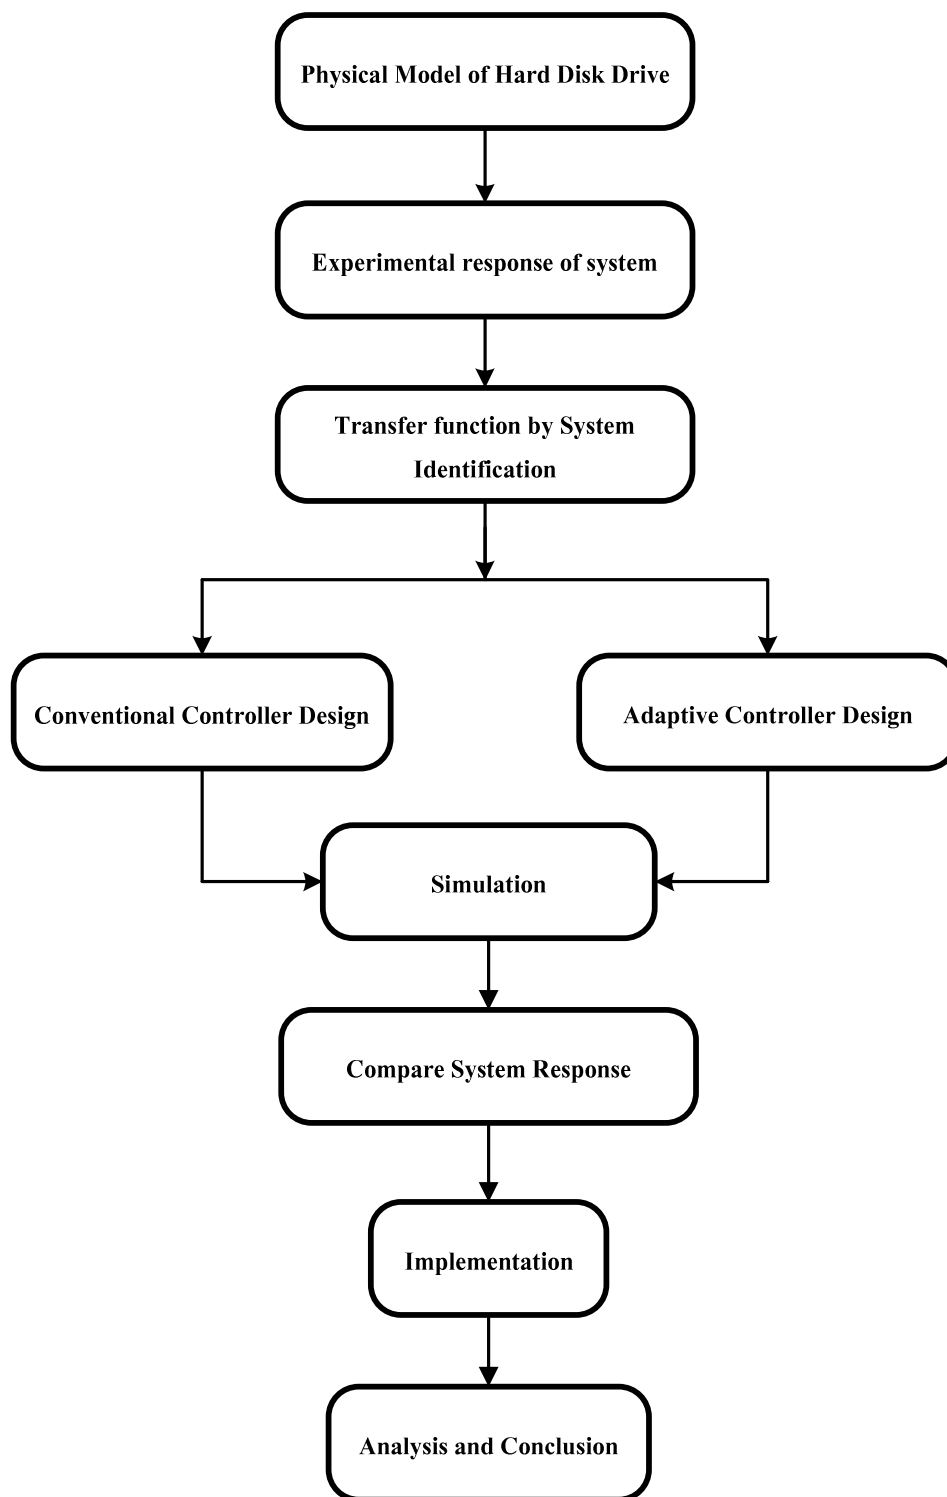 Physical Model of Hard Disk Drive
Experimental response of system
Transfer function by System
Identification
Conventional Controller Design
Adaptive Controller Design
Simulation
Compare System Response
Implementation
Analysis and Conclusion